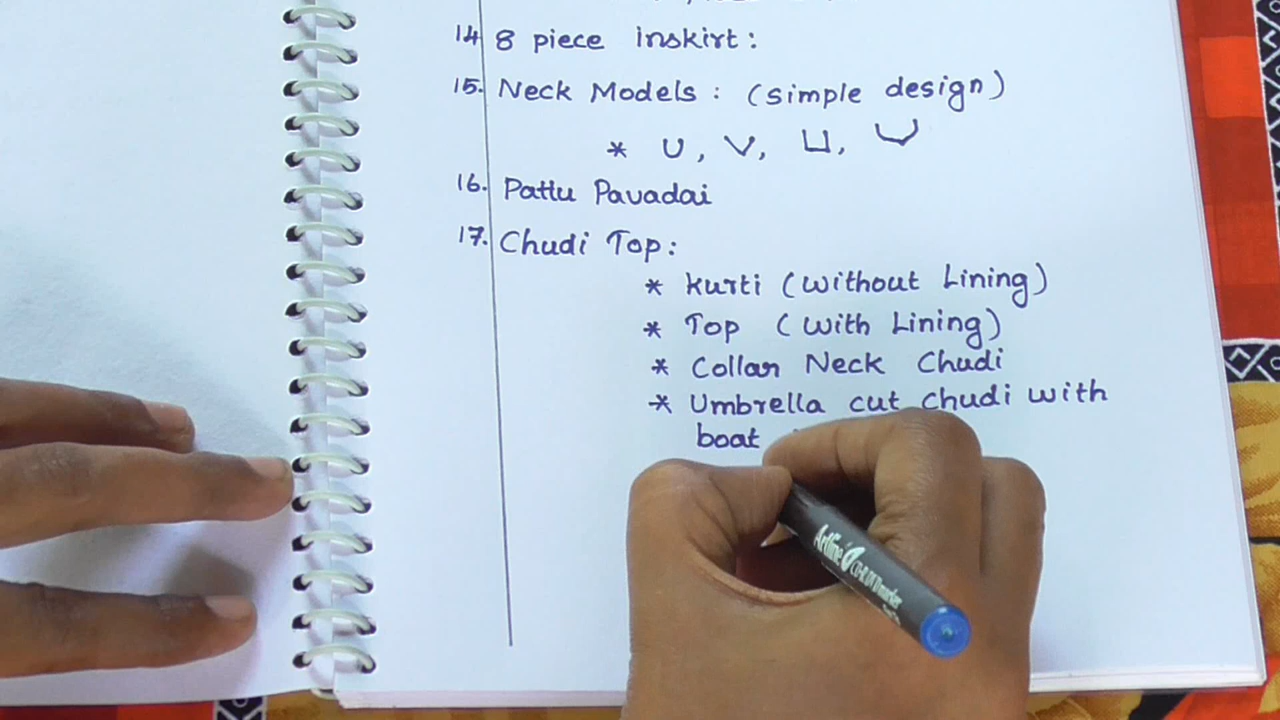 14. 8 piece inskirt:
15. Neck Models: (simple design)
* U, V, ⊔,
16. Pattu Pavadai
17. Chudi Top:
* Kurti (without Lining)
* Top (with Lining)
* Collar Neck Chudi
* Umbrella cut chudi with
boat
Artline